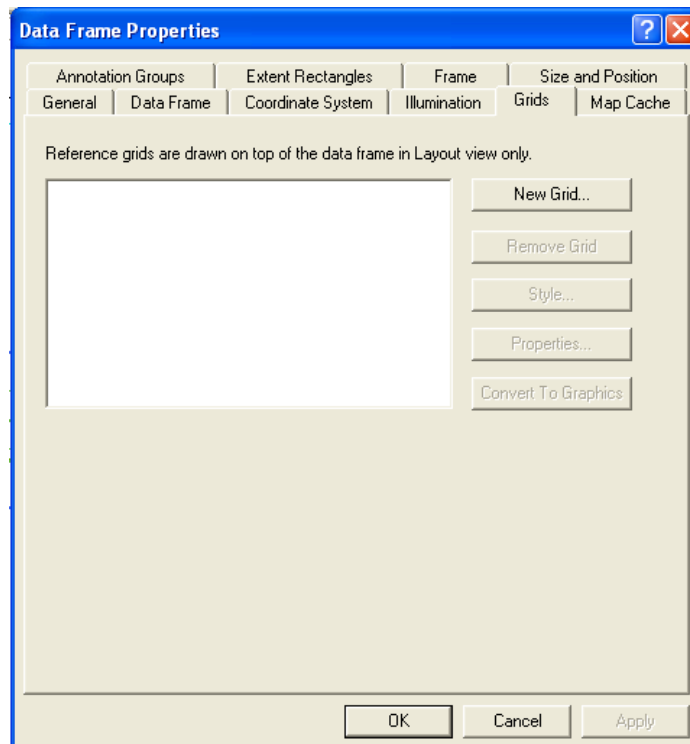 Data Frame Properties
Annotation Groups Extent Rectangles Frame Size and Position
General Data Frame Coordinate System Illumination Grids Map Cache
Reference grids are drawn on top of the data frame in Layout view only.
New Grid...
Remove Grid
Style...
Properties...
Convert To Graphics
OK Cancel Apply